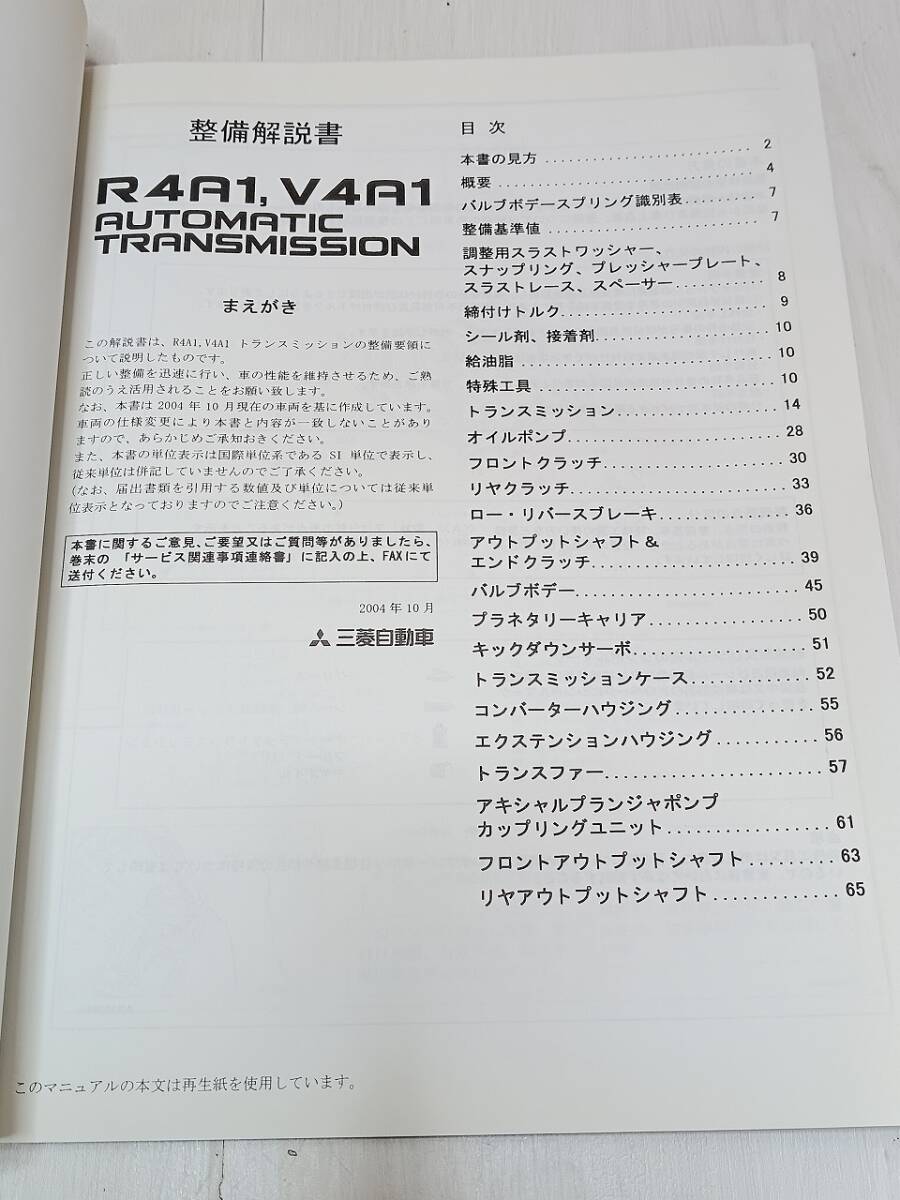 整備解説書
R4A1, V4A1
AUTOMATIC
TRANSMISSION
まえがき
この解説書は、R4A1,V4A1 トランスミッションの整備要領に
ついて説明したものです。
正しい整備を迅速に行い、車の性能を維持させるため、ご熟
読のうえ活用されることをお願い致します。
なお、本書は 2004 年 10 月現在の車両を基に作成しています。
車両の仕様変更により本書と内容が一致しないことがあり
ますので、あらかじめご承知おきください。
また、本書の単位表示は国際単位系である SI 単位で表示し、
従来単位は併記していませんのでご了承ください。
(なお、届出書類を引用する数値及び単位については従来単
位表示となっておりますのでご注意ください。)
本書に関するご意見、ご要望又はご質問等がありましたら、
巻末の 「サービス関連事項連絡書」に記入の上、FAXにて
送付ください。
2004 年 10 月
三菱自動車
目 次
本書の見方 .......................... 2
概要 ................................ 4
バルブボデースプリング識別表......... 7
整備基準値 .......................... 7
調整用スラストワッシャー、
スナップリング、プレッシャープレート、
スラストレース、スペーサー........... 8
締付けトルク......................... 9
シール剤、接着剤..................... 10
給油脂 .............................. 10
特殊工具 ............................ 10
トランスミッション................... 14
オイルポンプ......................... 28
フロントクラッチ..................... 30
リヤクラッチ......................... 33
ロー・リバースブレーキ............... 36
アウトプットシャフト＆
エンドクラッチ....................... 39
バルブボデー......................... 45
プラネタリーキャリア................. 50
キックダウンサーボ................... 51
トランスミッションケース............. 52
コンバーターハウジング............... 55
エクステンションハウジング........... 56
トランスファー....................... 57
アキシャルプランジャポンプ
カップリングユニット................. 61
フロントアウトプットシャフト......... 63
リヤアウトプットシャフト............. 65
このマニュアルの本文は再生紙を使用しています。